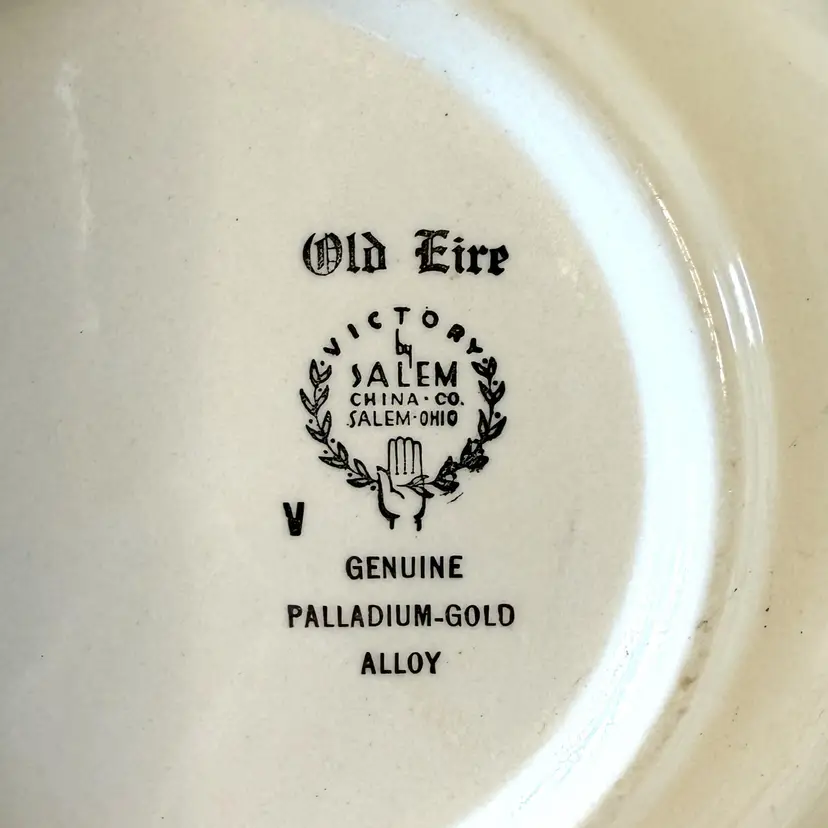 Old Eire
VICTORY
by
SALEM
CHINA·CO.
SALEM·OHIO
V
GENUINE
PALLADIUM-GOLD
ALLOY